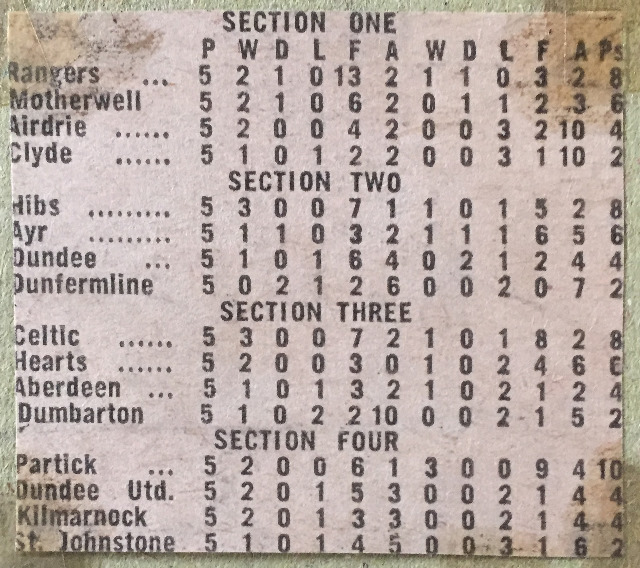 SECTION ONE
P W D L F A W D L F A Ps
Rangers ... 5 2 1 0 13 2 1 1 0 3 2 8
Motherwell 5 2 1 0 6 2 0 1 1 2 3 6
Airdrie ...... 5 2 0 0 4 2 0 0 3 2 10 4
Clyde ...... 5 1 0 1 2 2 0 0 3 1 10 2
SECTION TWO
Hibs ......... 5 3 0 0 7 1 1 0 1 5 2 8
Ayr ......... 5 1 1 0 3 2 1 1 1 6 5 6
Dundee ... 5 1 0 1 6 4 0 2 1 2 4 4
Dunfermline 5 0 2 1 2 6 0 0 2 0 7 2
SECTION THREE
Celtic ...... 5 3 0 0 7 2 1 0 1 8 2 8
Hearts ...... 5 2 0 0 3 0 1 0 2 4 6 6
Aberdeen ... 5 1 0 1 3 2 1 0 2 1 2 4
Dumbarton 5 1 0 2 2 10 0 0 2 1 5 2
SECTION FOUR
Partick ... 5 2 0 0 6 1 3 0 0 9 4 10
Dundee Utd. 5 2 0 1 5 3 0 0 2 1 4 4
Kilmarnock 5 2 0 1 3 3 0 0 2 1 4 4
St. Johnstone 5 1 0 1 4 5 0 0 3 1 6 2